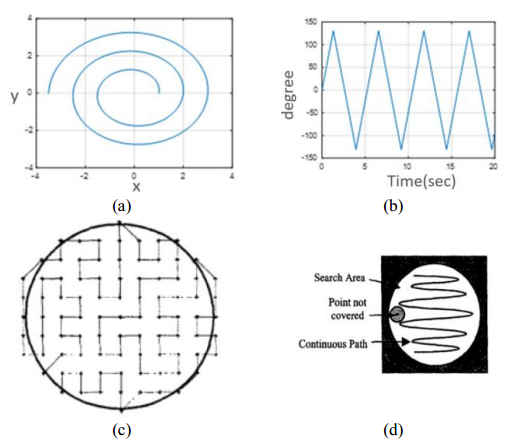 4
2
0
-2
-4
-4
-2
0
2
4
y
x
(a)
150
100
50
0
-50
-100
-150
0
5
10
15
20
degree
Time(sec)
(b)
(c)
Search Area
Point not
covered
Continuous Path
(d)